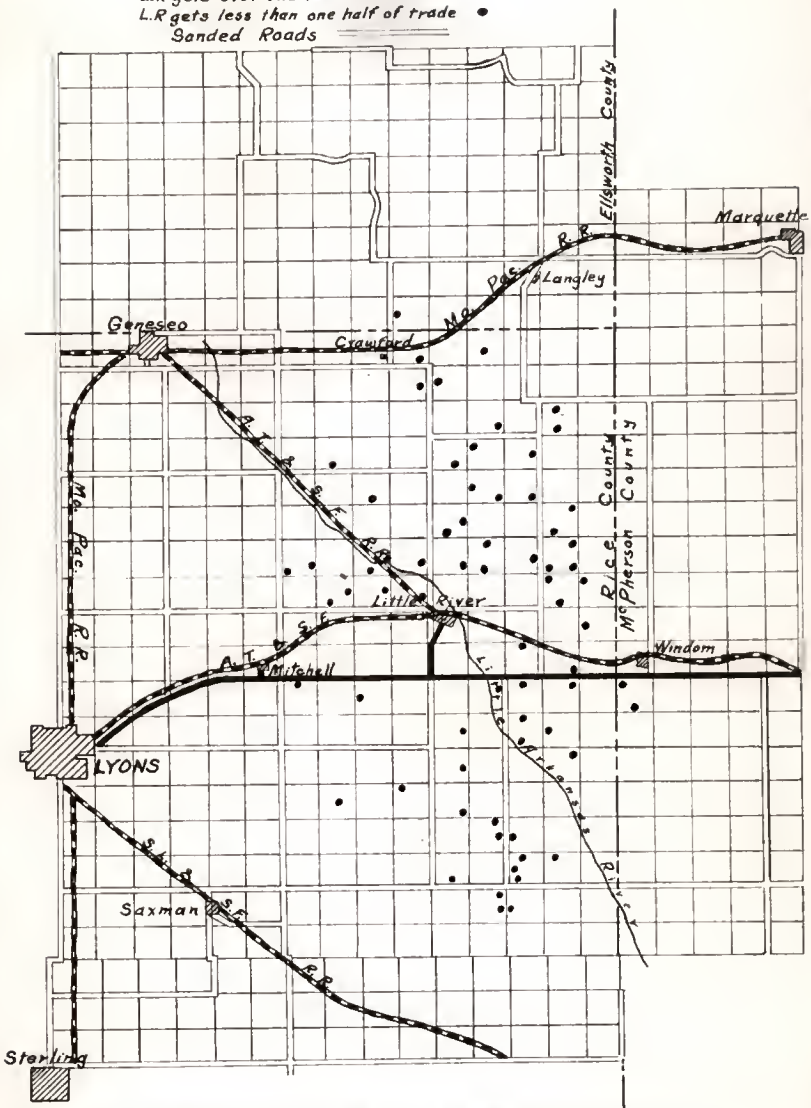 L.R gets less than one half of trade
Sanded Roads
Ellsworth County
Marquette
Mo. Pac. R. R.
Langley
Geneseo
Crawford
A. T. & S. F. R. R.
Mo. Pac. R. R.
Rice County
McPherson County
Little River
A. T. & S. F.
Windom
Mitchell
Little Arkansas River
LYONS
S. L. & S. F. R. R.
Saxman
Sterling